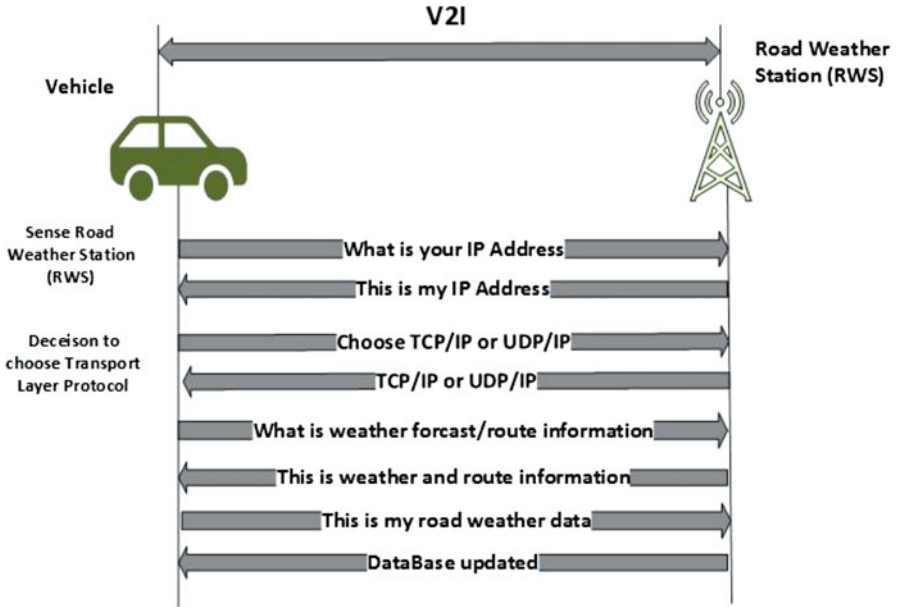 V2I
Road Weather
Station (RWS)
Vehicle
Sense Road
Weather Station
(RWS)
What is your IP Address
This is my IP Address
Deceison to
choose Transport
Layer Protocol
Choose TCP/IP or UDP/IP
TCP/IP or UDP/IP
What is weather forcast/route information
This is weather and route information
This is my road weather data
DataBase updated